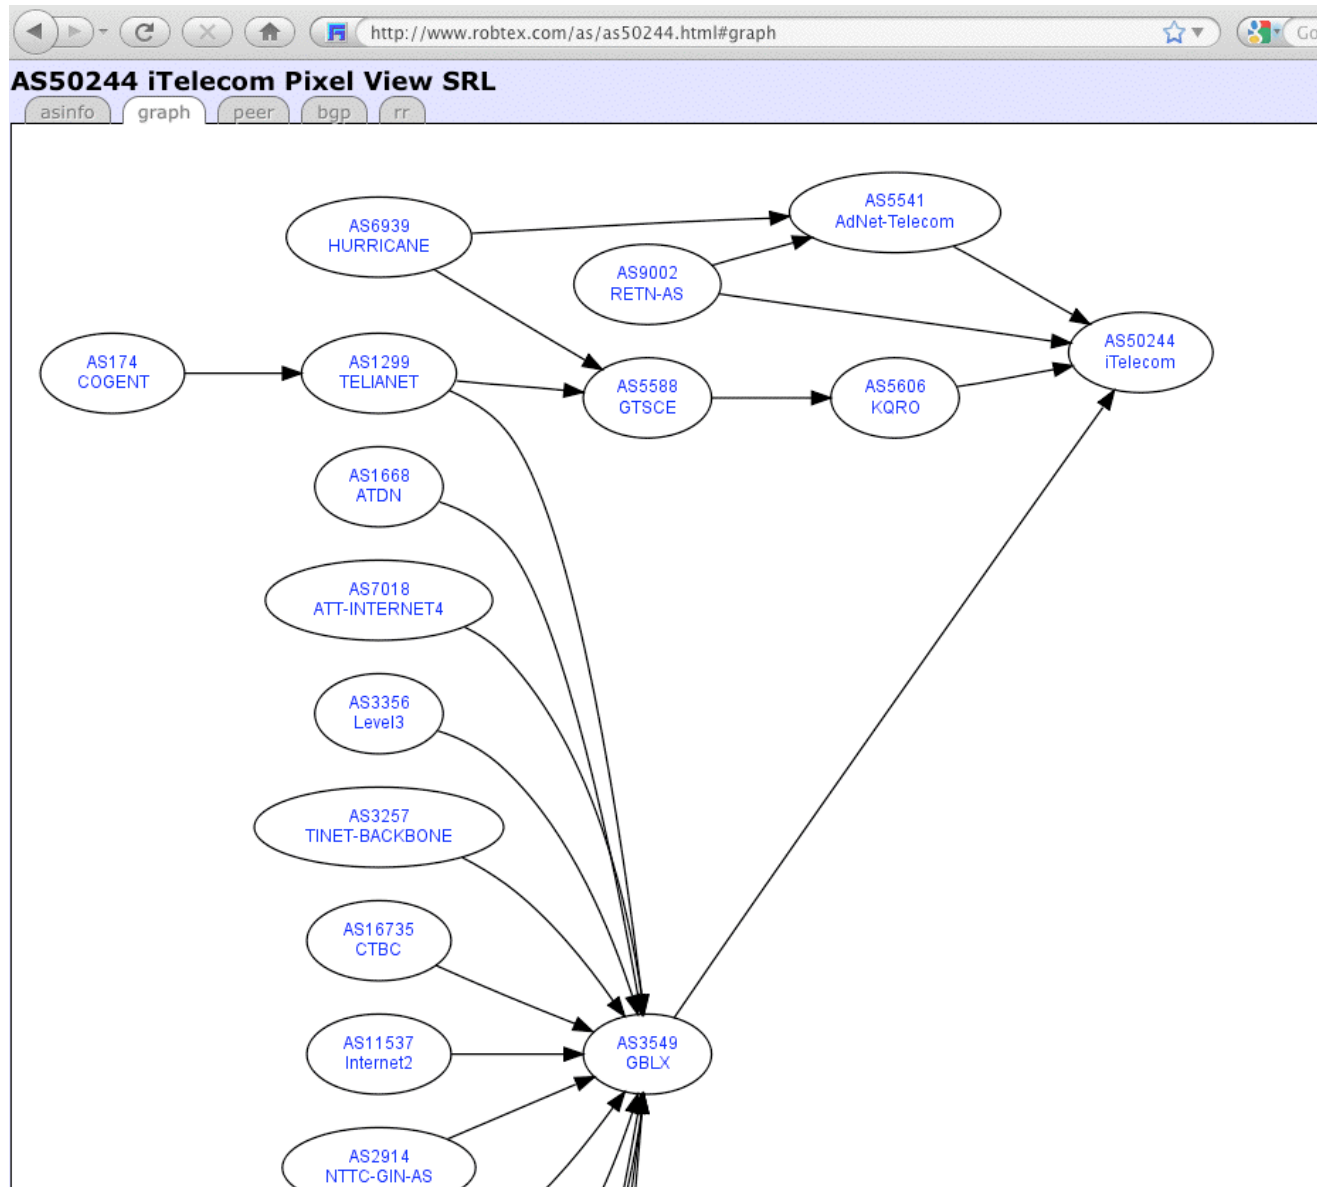 http://www.robtex.com/as/as50244.html#graph
Go
AS50244 iTelecom Pixel View SRL
asinfo
graph
peer
bgp
rr
AS5541
AdNet-Telecom
AS6939
HURRICANE
AS9002
RETN-AS
AS50244
iTelecom
AS174
COGENT
AS1299
TELIANET
AS5588
GTSCE
AS5606
KQRO
AS1668
ATDN
AS7018
ATT-INTERNET4
AS3356
Level3
AS3257
TINET-BACKBONE
AS16735
CTBC
AS11537
Internet2
AS3549
GBLX
AS2914
NTTC-GIN-AS